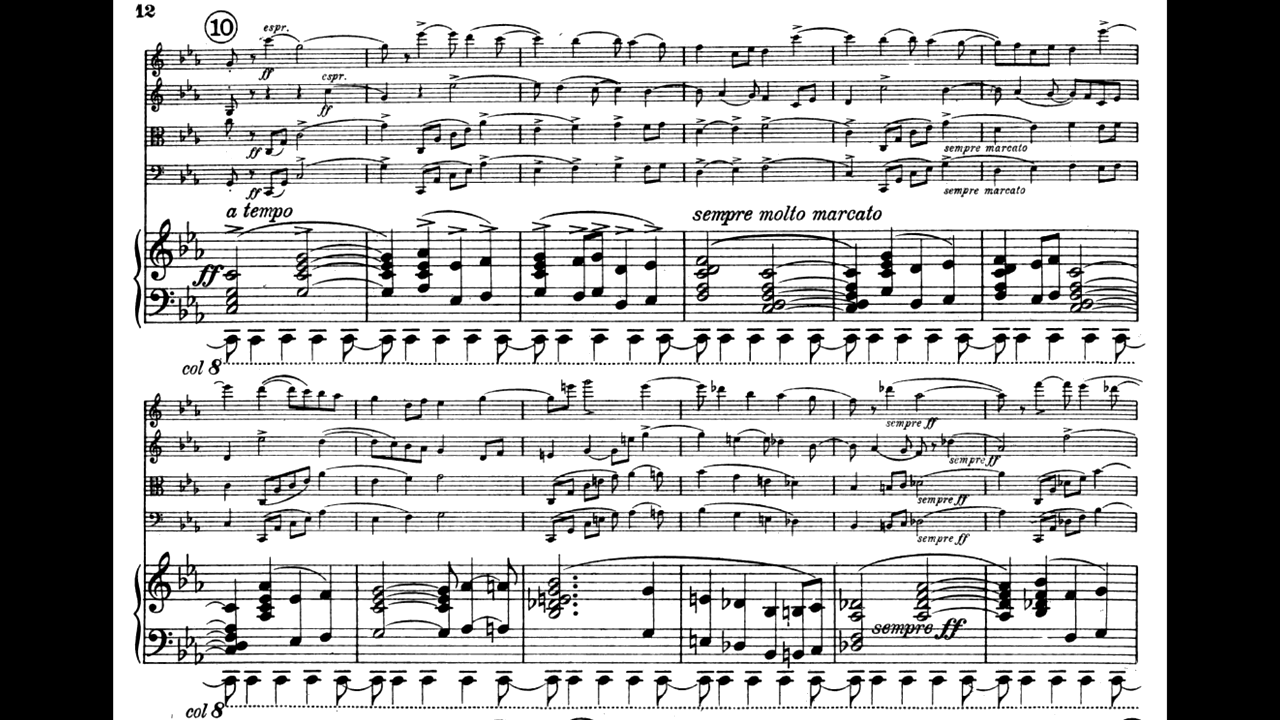 12
10
espr.
ff
espr.
ff
ff
sempre marcato
ff
sempre marcato
a tempo
sempre molto marcato
ff
col 8
sempre ff
sempre ff
sempre ff
sempre ff
sempre ff
col 8